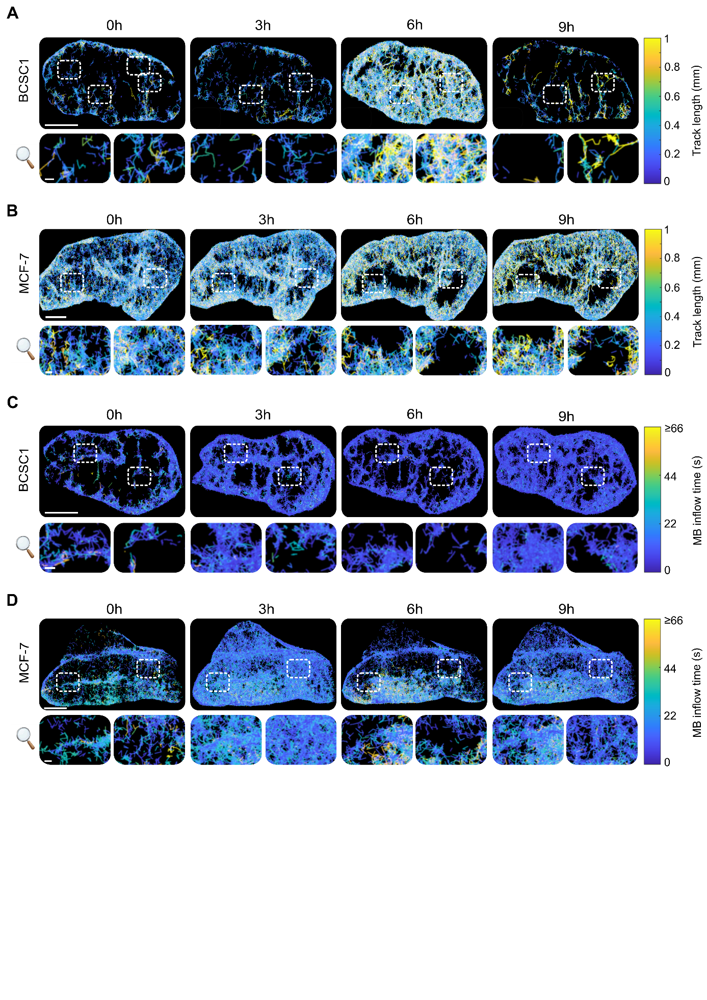 A
0h 3h 6h 9h
BCSC1
1
0.8
0.6
0.4
0.2
0
Track length (mm)
B
0h 3h 6h 9h
MCF-7
1
0.8
0.6
0.4
0.2
0
Track length (mm)
C
0h 3h 6h 9h
BCSC1
≥66
44
22
0
MB inflow time (s)
D
0h 3h 6h 9h
MCF-7
≥66
44
22
0
MB inflow time (s)